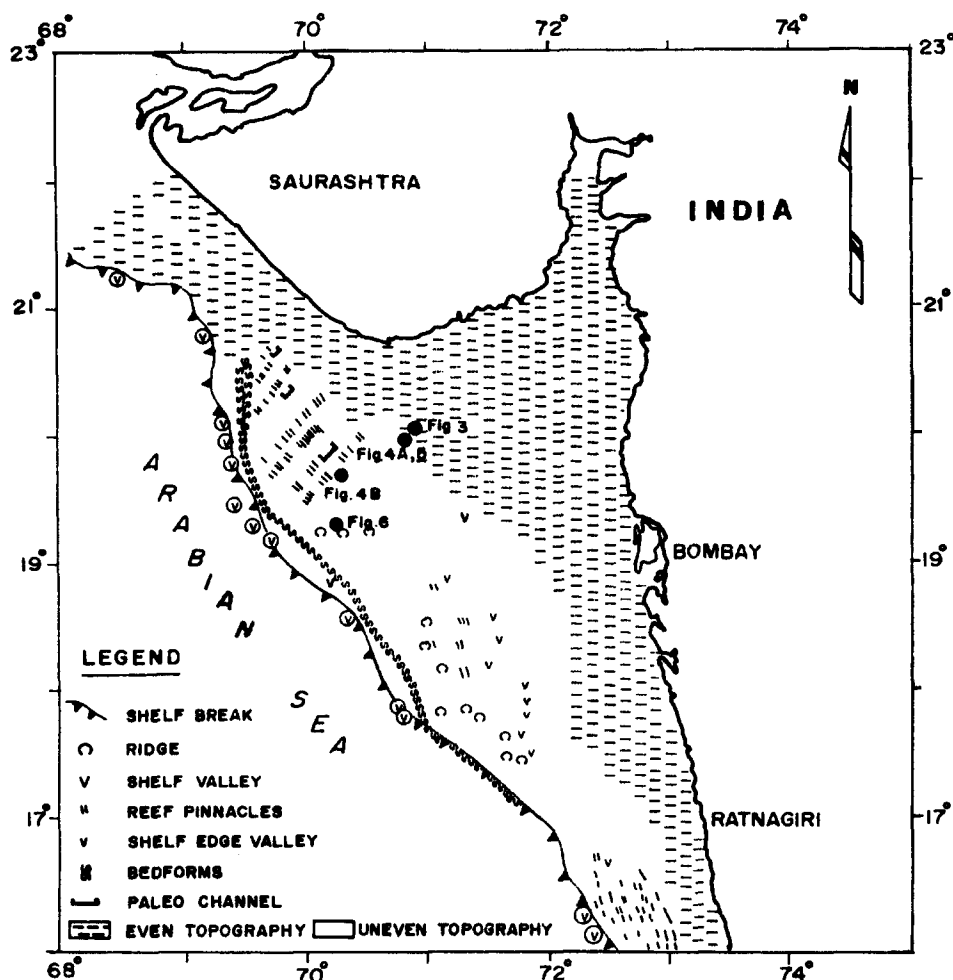 68° 70° 72° 74°
23° 23°
N
SAURASHTRA
INDIA
21° 21°
Fig 3
Fig.4A,
Fig. 4B
Fig.6
19° 19°
BOMBAY
ARABIAN
SEA
LEGEND
SHELF BREAK
RIDGE
V SHELF VALLEY
REEF PINNACLES
V SHELF EDGE VALLEY
BEDFORMS
PALEO CHANNEL
EVEN TOPOGRAPHY UNEVEN TOPOGRAPHY
17° 17°
RATNAGIRI
68° 70° 72° 74°